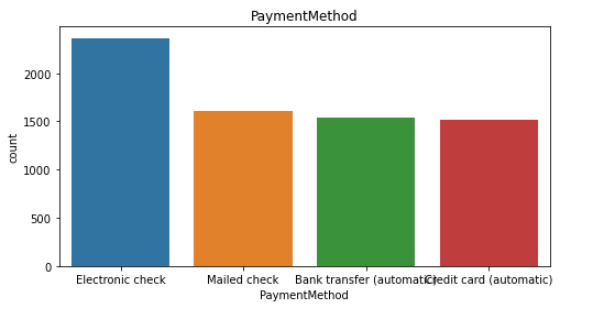 PaymentMethod
2000
1500
1000
500
0
count
Electronic check
Mailed check
Bank transfer (automatic)
Credit card (automatic)
PaymentMethod